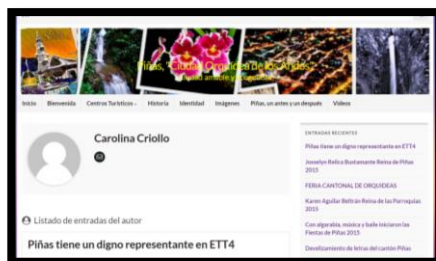 Piñas, "Ciudad Orquídea de los Andes"
Inicio Bienvenida Centros Turísticos Historia Identidad Imágenes Piñas, un antes y un después Videos
Carolina Criollo
Listado de entradas del autor
Piñas tiene un digno representante en ETT4
ENTRADAS RECIENTES
Piñas tiene un digno representante en ETT4
Josselyn Relica Bustamante Reina de Piñas
2015
FERIA CANTONAL DE ORQUIDEAS
Karen Aguilar Beltrán Reina de las Parroquias
2015
Con algarabía, música y baile iniciaron las
Fiestas de Piñas 2015
Develizamiento de letras del cantón Piñas